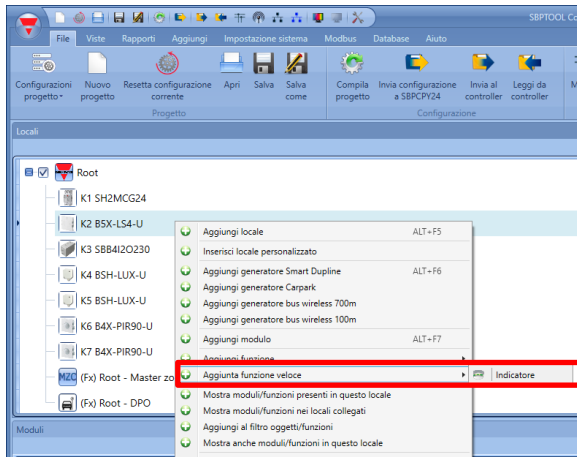 SBPTOOL Co
File Viste Rapporti Aggiungi Impostazione sistema Modbus Database Aiuto
Configurazioni progetto Nuovo progetto Resetta configurazione corrente Apri Salva Salva come Compila progetto Invia configurazione a SBPCPY24 Invia al controller Leggi da controller M
Progetto Configurazione
Locali
Root
K1 SH2MCG24
K2 B5X-LS4-U
K3 SBB4I2O230
K4 BSH-LUX-U
K5 BSH-LUX-U
K6 B4X-PIR90-U
K7 B4X-PIR90-U
MZC (Fx) Root - Master zo
(Fx) Root - DPO
Aggiungi locale ALT+F5
Inserisci locale personalizzato
Aggiungi generatore Smart Dupline ALT+F6
Aggiungi generatore Carpark
Aggiungi generatore bus wireless 700m
Aggiungi generatore bus wireless 100m
Aggiungi modulo ALT+F7
Aggiungi funzione
Aggiunta funzione veloce Indicatore
Mostra moduli/funzioni presenti in questo locale
Mostra moduli/funzioni nei locali collegati
Aggiungi al filtro oggetti/funzioni
Mostra anche moduli/funzioni in questo locale
Moduli